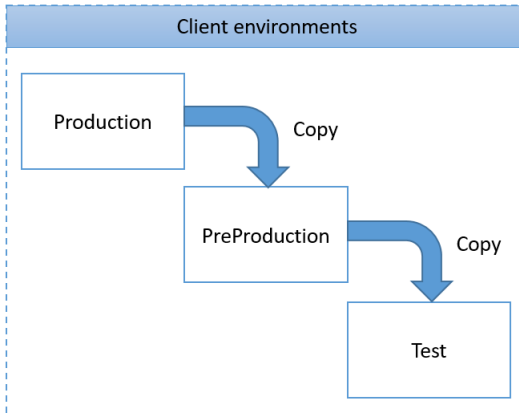 Client environments
Production
Copy
PreProduction
Copy
Test